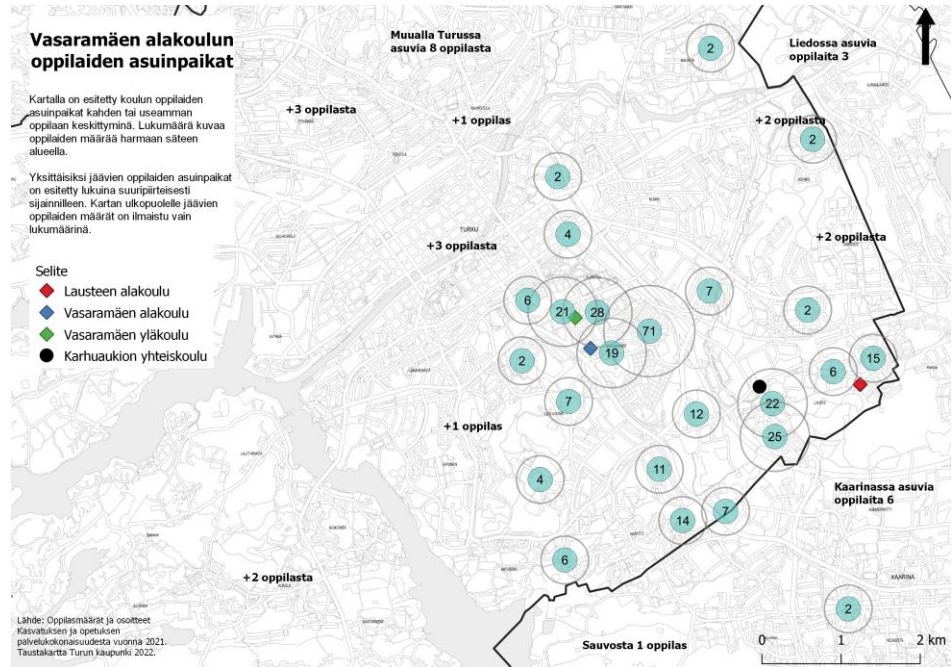 Vasaramäen alakoulun
oppilaiden asuinpaikat
Kartalla on esitetty koulun oppilaiden
asuinpaikat kahden tai useamman
oppilaan keskittyminä. Lukumäärä kuvaa
oppilaiden määrää harmaan säteen
alueella.
Yksittäisiksi jäävien oppilaiden asuinpaikat
on esitetty lukuina suuripiirteisesti
sijainnilleen. Kartan ulkopuolelle jäävien
oppilaiden määrät on ilmaistu vain
lukumäärinä.
Selite
Lausteen alakoulu
Vasaramäen alakoulu
Vasaramäen yläkoulu
Karhuaukion yhteiskoulu
Muualla Turussa
asuvia 8 oppilasta
2
Liedossa asuvia
oppilaita 3
+3 oppilasta
+1 oppilas
+2 oppilasta
2
2
4
TURKU
+3 oppilasta
+2 oppilasta
6
21
28
71
7
2
2
19
6
15
7
12
22
25
+1 oppilas
4
11
14
7
Kaarinassa asuvia
oppilaita 6
6
+2 oppilasta
KAARINA
2
Sauvosta 1 oppilas
0
1
2 km
Lähde: Oppilasmäärät ja osoitteet
Kasvatuksen ja opetuksen
palvelukokonaisuudesta vuonna 2021.
Taustakartta Turun kaupunki 2022.